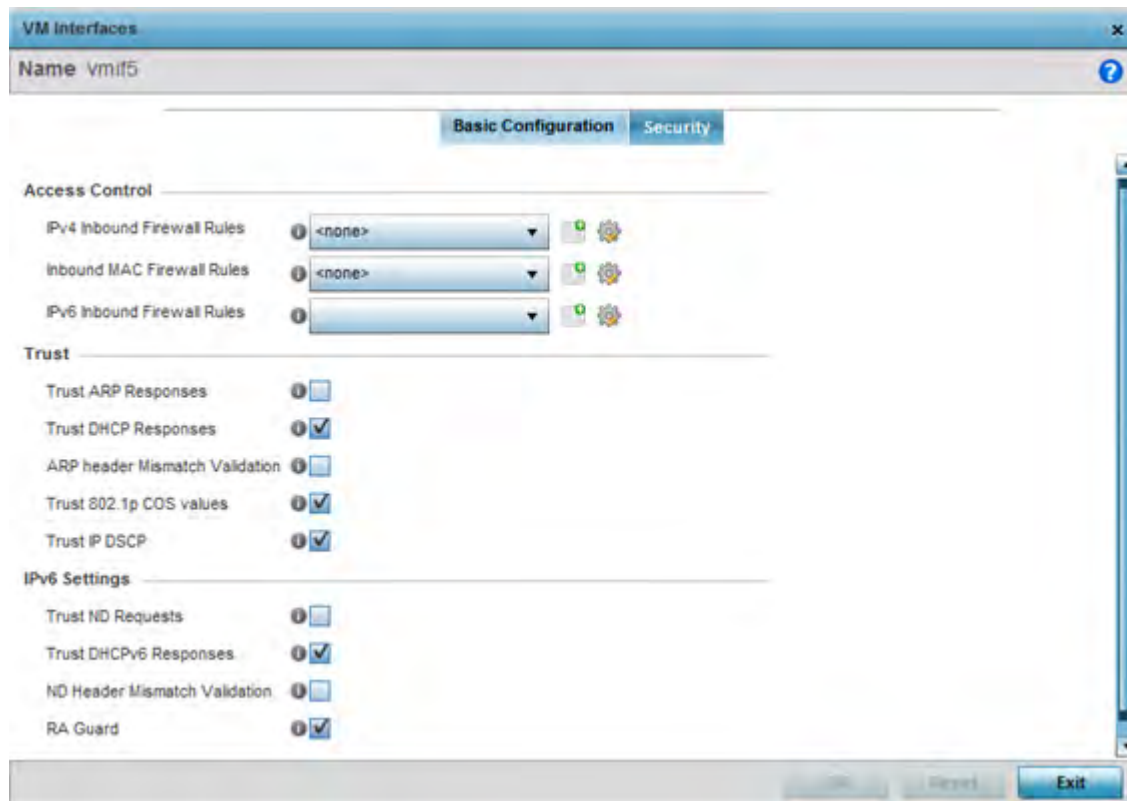 VM Interfaces
Name vmif5
Basic Configuration Security
Access Control
IPv4 Inbound Firewall Rules <none>
Inbound MAC Firewall Rules <none>
IPv6 Inbound Firewall Rules
Trust
Trust ARP Responses
Trust DHCP Responses
ARP header Mismatch Validation
Trust 802.1p COS values
Trust IP DSCP
IPv6 Settings
Trust ND Requests
Trust DHCPv6 Responses
ND Header Mismatch Validation
RA Guard
Reset Exit